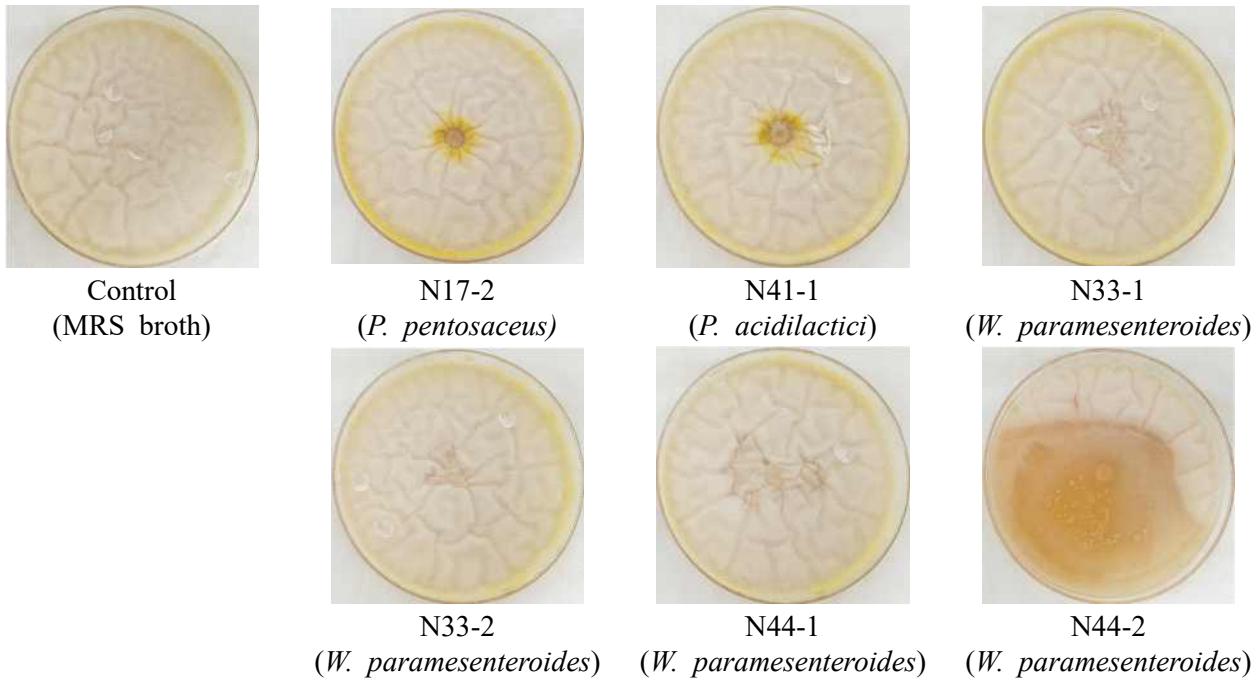 Control
(MRS broth)
N17-2
(P. pentosaceus)
N41-1
(P. acidilactici)
N33-1
(W. paramesenteroides)
N33-2
(W. paramesenteroides)
N44-1
(W. paramesenteroides)
N44-2
(W. paramesenteroides)